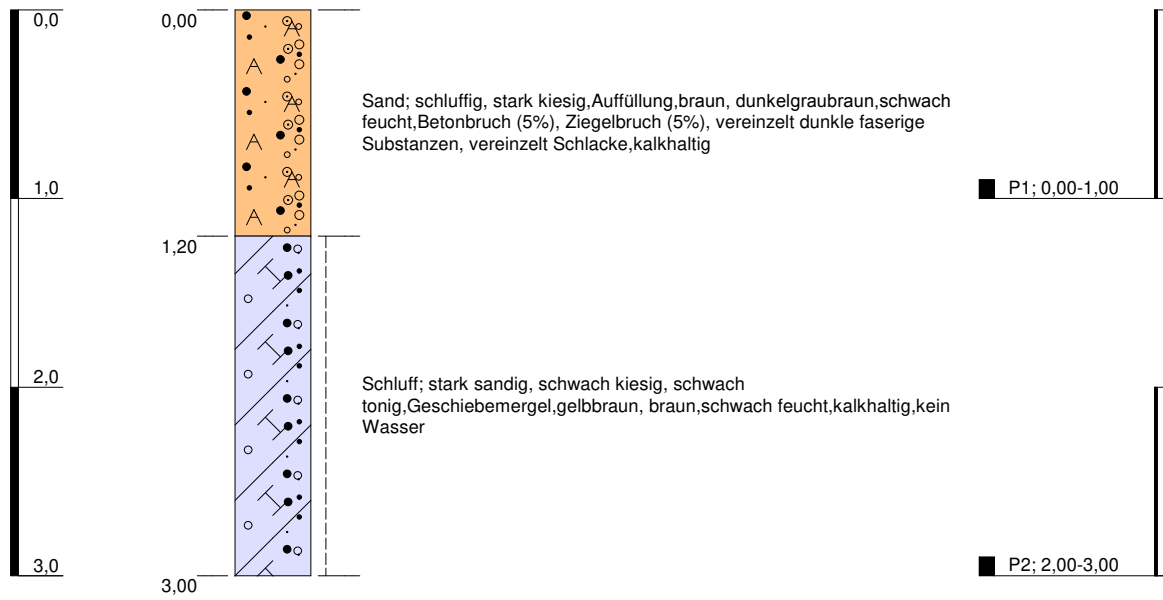 0,0
0,00
Sand; schluffig, stark kiesig,Auffüllung,braun, dunkelgraubraun,schwach
feucht,Betonbruch (5%), Ziegelbruch (5%), vereinzelt dunkle faserige
Substanzen, vereinzelt Schlacke,kalkhaltig
1,0
P1; 0,00-1,00
1,20
2,0
Schluff; stark sandig, schwach kiesig, schwach
tonig,Geschiebemergel,gelbbraun, braun,schwach feucht,kalkhaltig,kein
Wasser
3,0
P2; 2,00-3,00
3,00